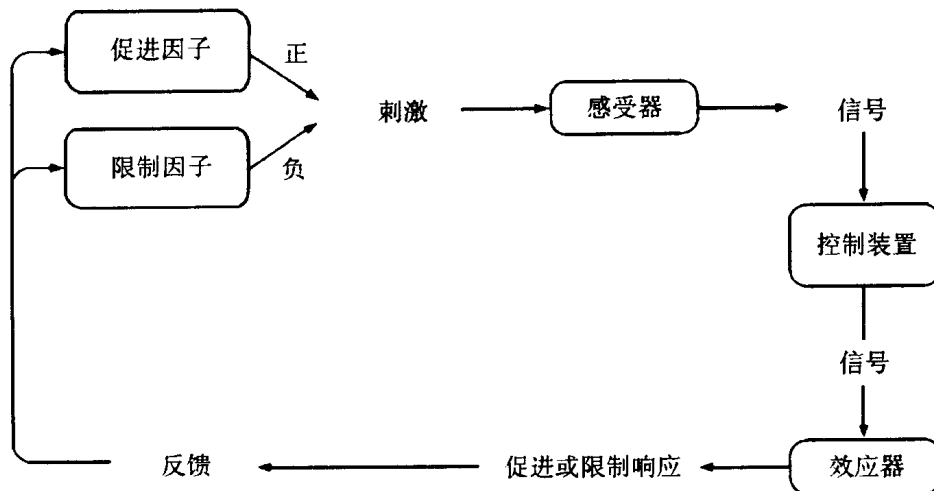 促进因子
正
刺激
感受器
信号
限制因子
负
控制装置
信号
反馈
促进或限制响应
效应器